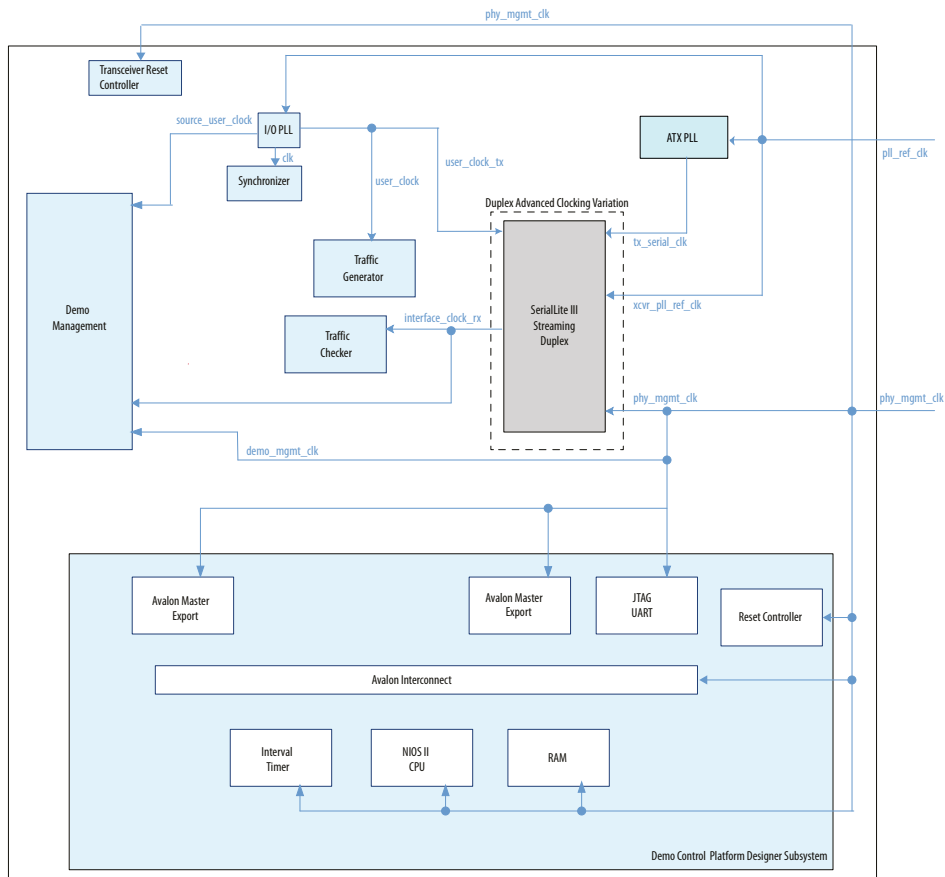 phy_mgmt_clk
Transceiver Reset
Controller
source_user_clock
I/O PLL
clk
Synchronizer
user_clock
user_clock_tx
ATX PLL
pll_ref_clk
Duplex Advanced Clocking Variation
tx_serial_clk
Traffic
Generator
Demo
Management
SerialLite III
Streaming
Duplex
xcvr_pll_ref_clk
interface_clock_rx
Traffic
Checker
phy_mgmt_clk
phy_mgmt_clk
demo_mgmt_clk
Avalon Master
Export
Avalon Master
Export
JTAG
UART
Reset Controller
Avalon Interconnect
Interval
Timer
NIOS II
CPU
RAM
Demo Control Platform Designer Subsystem